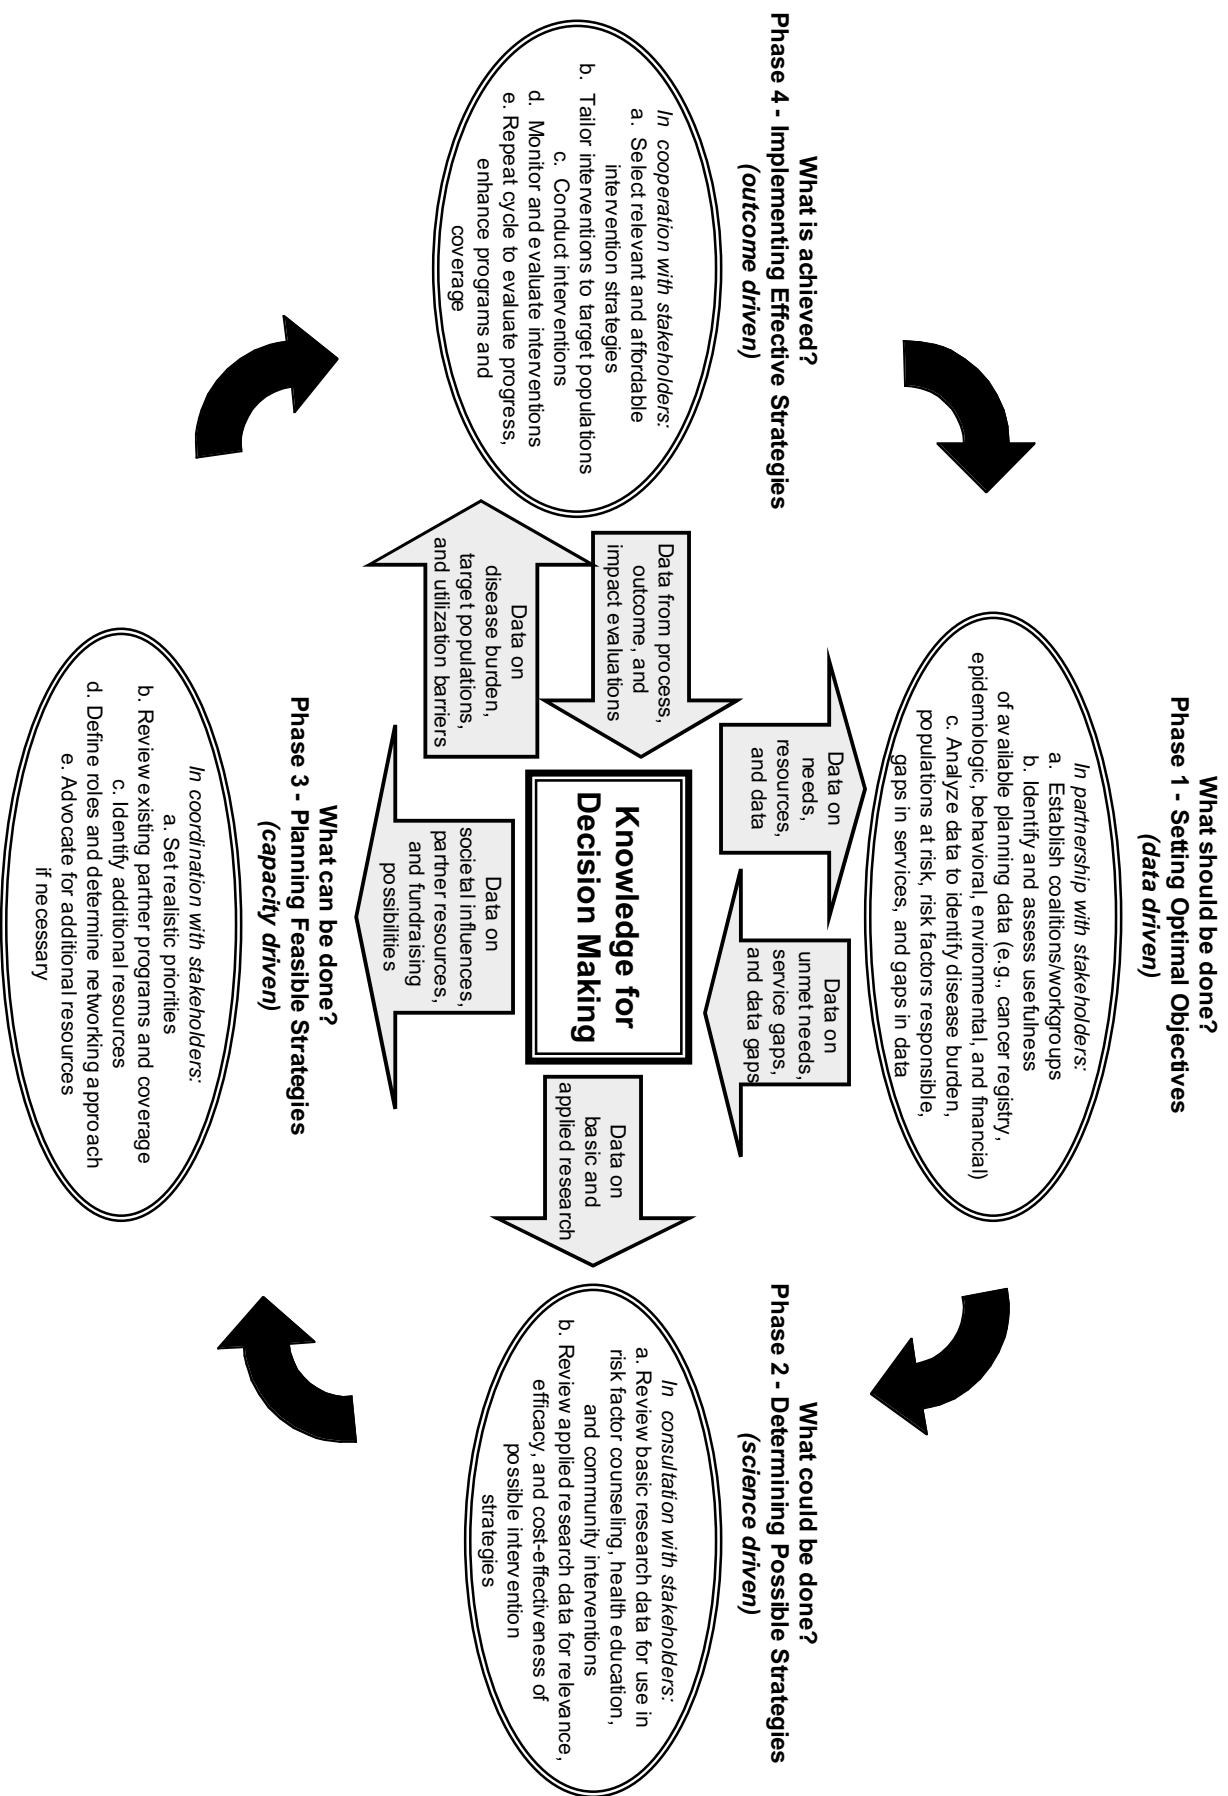 What should be done?
Phase 1 - Setting Optimal Objectives
(data driven)
In partnership with stakeholders:
a. Establish coalitions/workgroups
b. Identify and assess usefulness
of available planning data (e.g., cancer registry,
epidemiologic, behavioral, environmental, and financial)
c. Analyze data to identify disease burden,
populations at risk, risk factors responsible,
gaps in services, and gaps in data
Data on
needs,
resources,
and data
Data on
unmet needs,
service gaps,
and data gaps
What is achieved?
Phase 4 - Implementing Effective Strategies
(outcome driven)
In cooperation with stakeholders:
a. Select relevant and affordable
intervention strategies
b. Tailor interventions to target populations
c. Conduct interventions
d. Monitor and evaluate interventions
e. Repeat cycle to evaluate progress,
enhance programs and
coverage
Data from process,
outcome, and
impact evaluations
Data on
disease burden,
target populations,
and utilization barriers
Knowledge for
Decision Making
Data on
basic and
applied research
What could be done?
Phase 2 - Determining Possible Strategies
(science driven)
In consultation with stakeholders:
a. Review basic research data for use in
risk factor counseling, health education,
and community interventions
b. Review applied research data for relevance,
efficacy, and cost-effectiveness of
possible intervention
strategies
Data on
societal influences,
partner resources,
and fundraising
possibilities
What can be done?
Phase 3 - Planning Feasible Strategies
(capacity driven)
In coordination with stakeholders:
a. Set realistic priorities
b. Review existing partner programs and coverage
c. Identify additional resources
d. Define roles and determine networking approach
e. Advocate for additional resources
if necessary